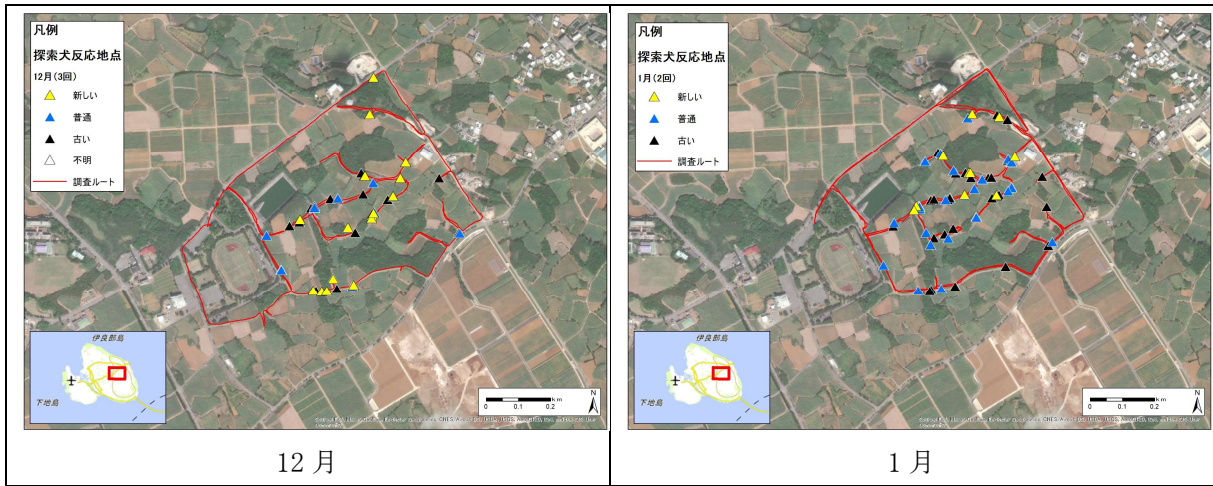 凡例
探索犬反応地点
12月(3回)
新しい
普通
古い
不明
調査ルート
伊良部島
下地島
N
km
0 0.1 0.2
12 月
凡例
探索犬反応地点
1月(2回)
新しい
普通
古い
調査ルート
伊良部島
下地島
N
km
0 0.1 0.2
1 月